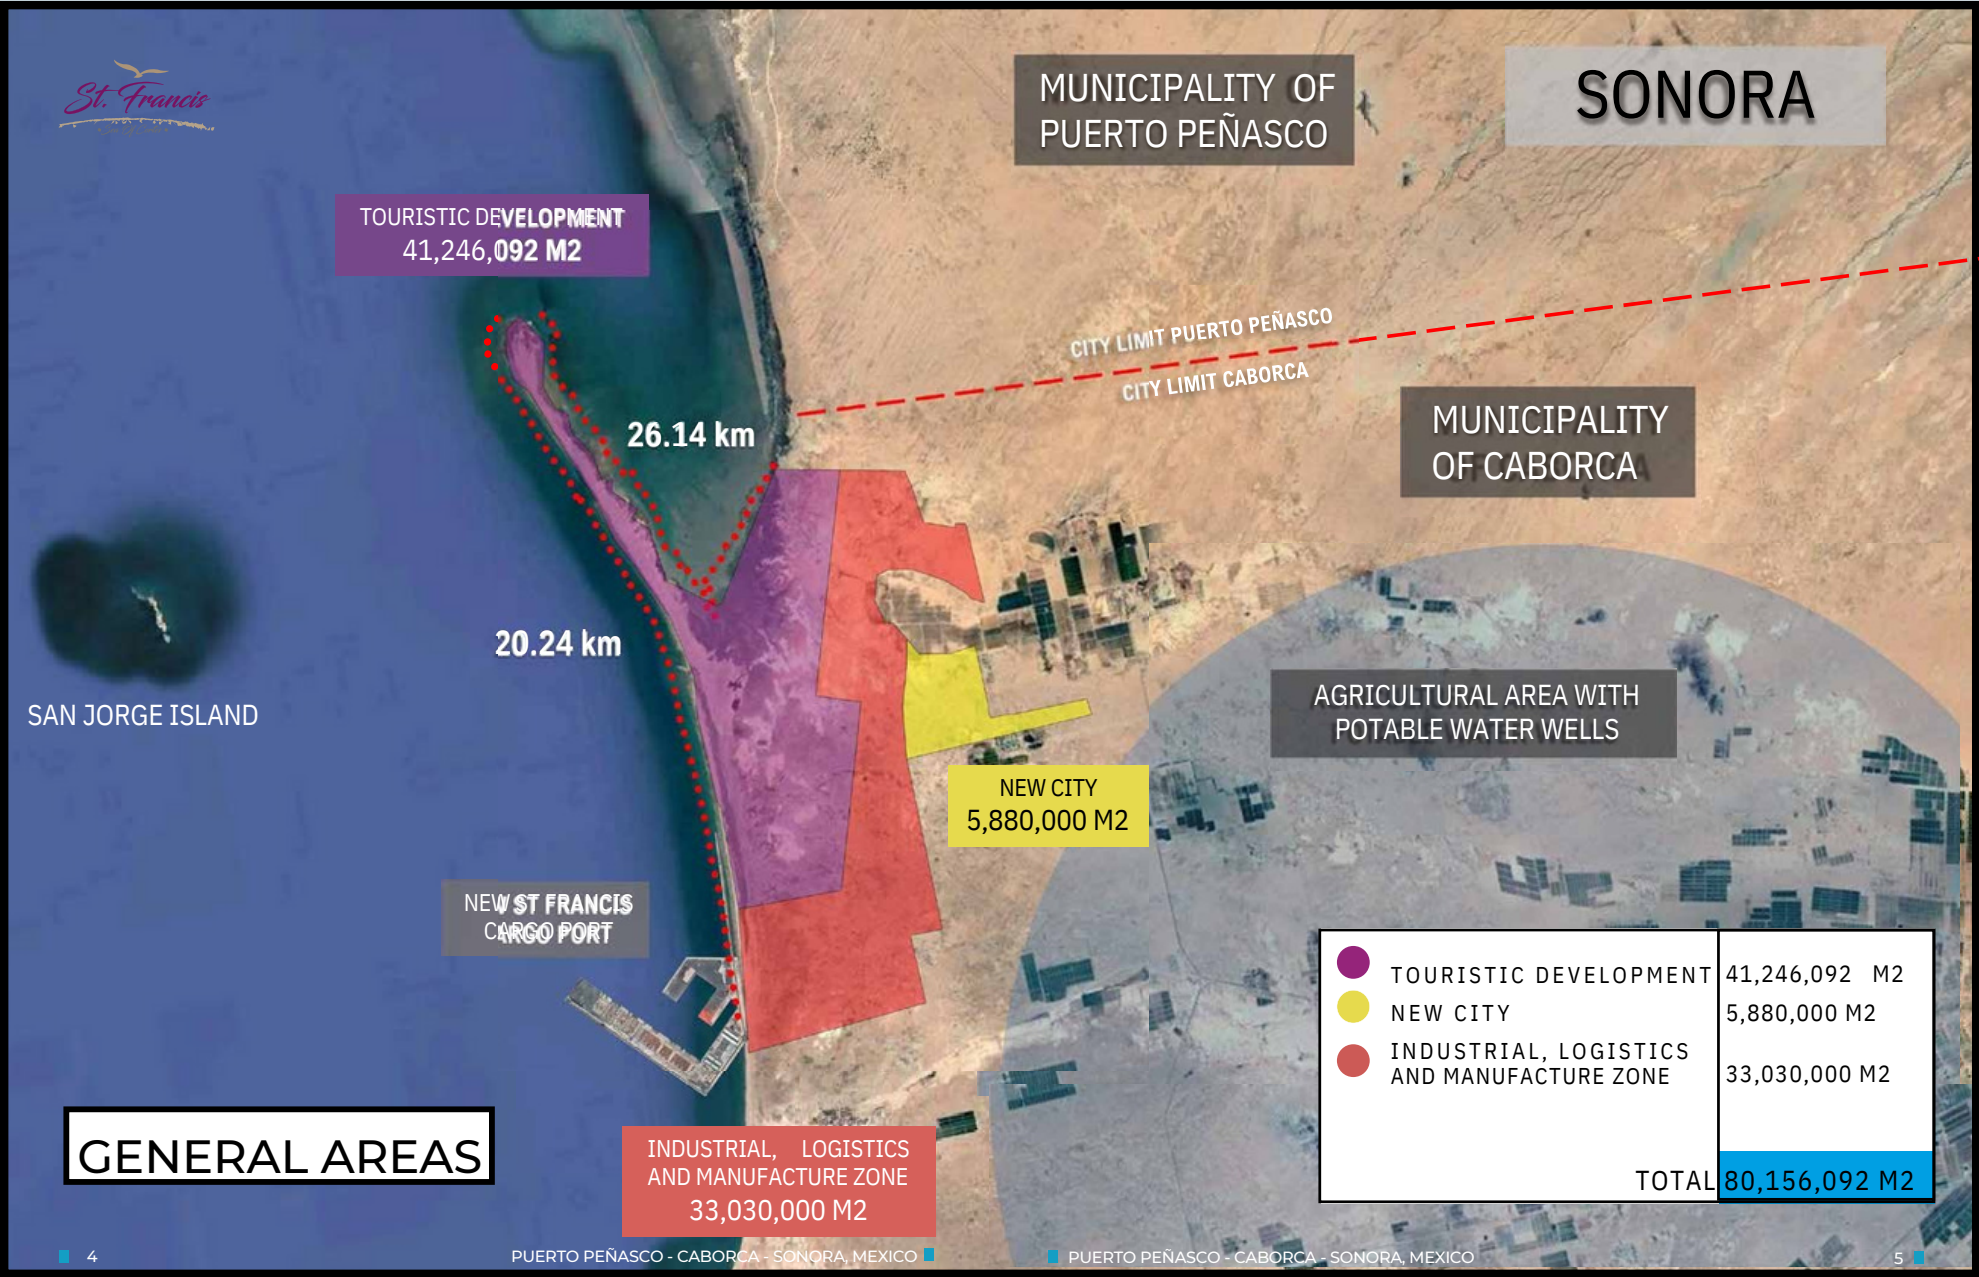 St. Francis
MUNICIPALITY OF
PUERTO PEÑASCO
SONORA
TOURISTIC DEVELOPMENT
41,246,092 M2
CITY LIMIT PUERTO PEÑASCO
CITY LIMIT CABORCA
26.14 km
MUNICIPALITY
OF CABORCA
20.24 km
SAN JORGE ISLAND
AGRICULTURAL AREA WITH
POTABLE WATER WELLS
NEW CITY
5,880,000 M2
NEW ST FRANCIS
CARGO PORT
TOURISTIC DEVELOPMENT 41,246,092 M2
NEW CITY 5,880,000 M2
INDUSTRIAL, LOGISTICS
AND MANUFACTURE ZONE 33,030,000 M2
TOTAL 80,156,092 M2
GENERAL AREAS
INDUSTRIAL, LOGISTICS
AND MANUFACTURE ZONE
33,030,000 M2
4
PUERTO PEÑASCO - CABORCA - SONORA, MEXICO
PUERTO PEÑASCO - CABORCA - SONORA, MEXICO
5